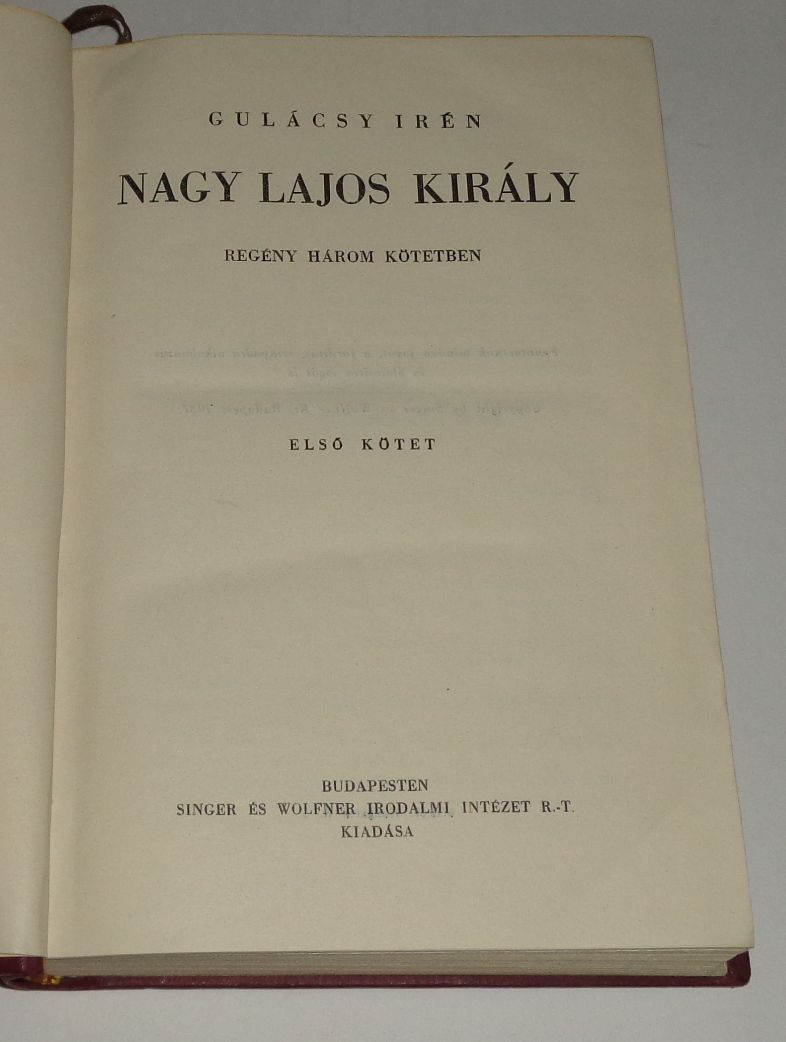 GULÁCSY IRÉN
NAGY LAJOS KIRÁLY
REGÉNY HÁROM KÖTETBEN
ELSŐ KÖTET
BUDAPESTEN
SINGER ÉS WOLFNER IRODALMI INTÉZET R.-T.
KIADÁSA